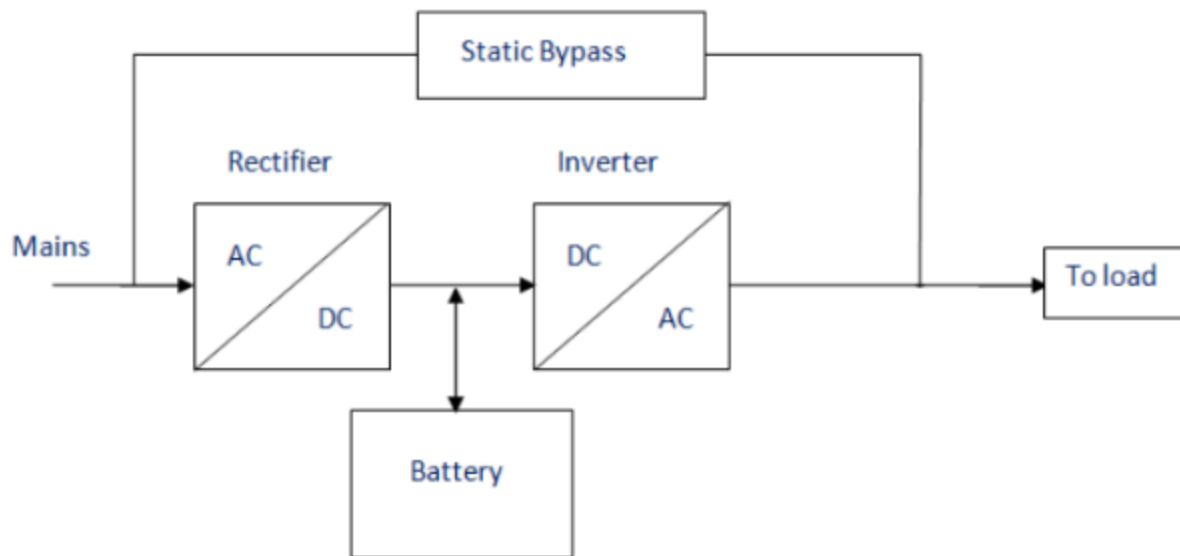 Static Bypass
Rectifier
Inverter
Mains
AC
DC
DC
AC
To load
Battery